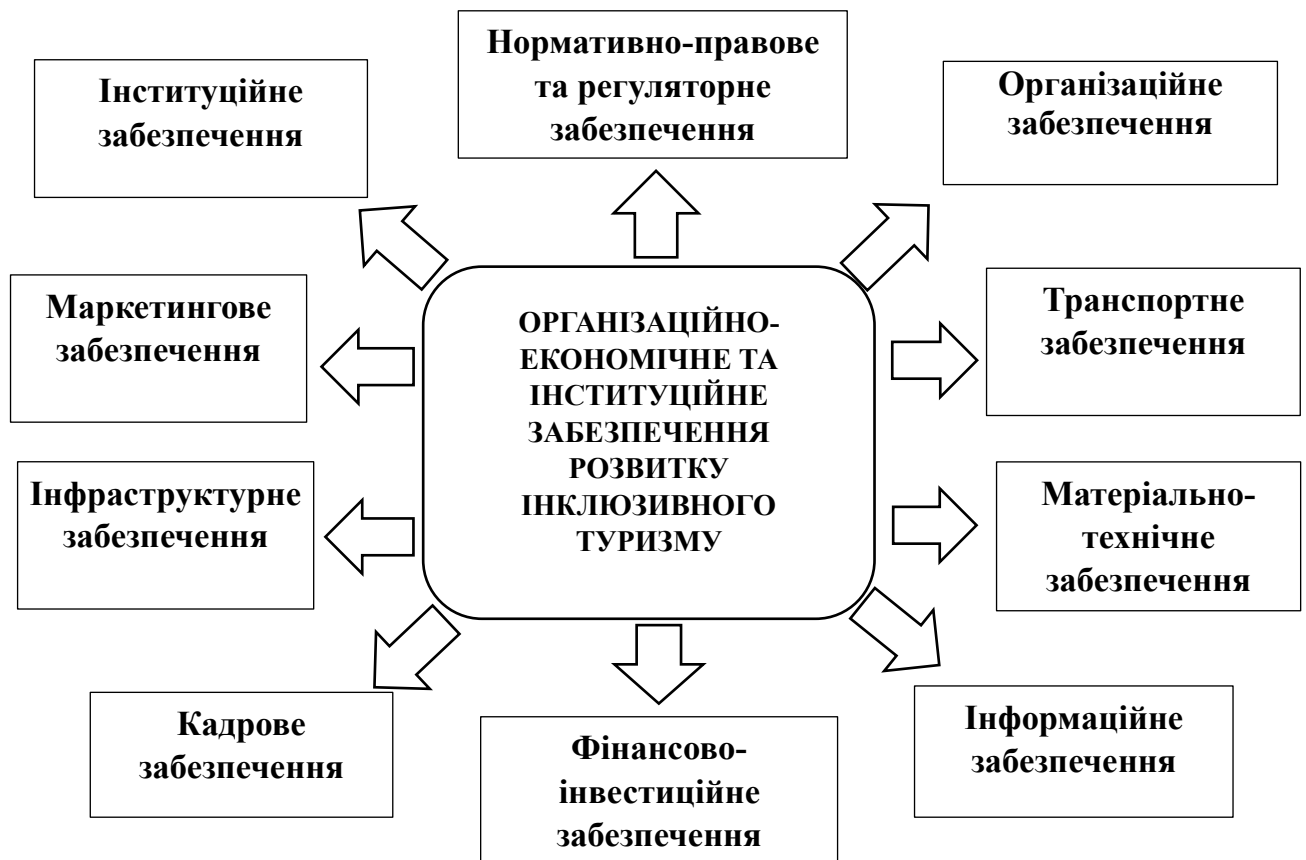 Нормативно-правове
та регуляторне
забезпечення
Інституційне
забезпечення
Організаційне
забезпечення
Маркетингове
забезпечення
ОРГАНІЗАЦІЙНО-
ЕКОНОМІЧНЕ ТА
ІНСТИТУЦІЙНЕ
ЗАБЕЗПЕЧЕННЯ
РОЗВИТКУ
ІНКЛЮЗИВНОГО
ТУРИЗМУ
Транспортне
забезпечення
Інфраструктурне
забезпечення
Матеріально-
технічне
забезпечення
Кадрове
забезпечення
Фінансово-
інвестиційне
забезпечення
Інформаційне
забезпечення